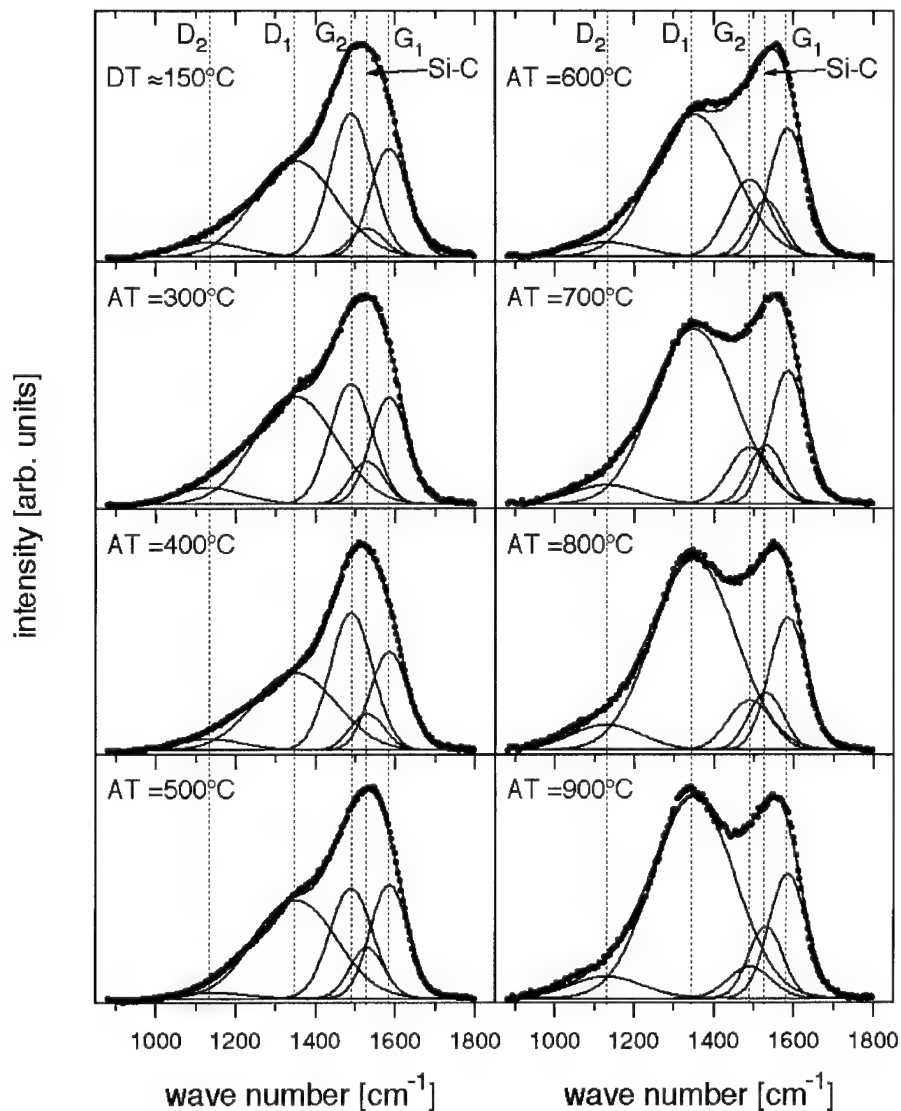 D2 D1 G2 G1
Si-C
DT ≈150°C
D2 D1 G2 G1
Si-C
AT =600°C
AT =300°C
AT =700°C
AT =400°C
AT =800°C
AT =500°C
AT =900°C
intensity [arb. units]
1000 1200 1400 1600 1800
1000 1200 1400 1600 1800
wave number [cm-1]
wave number [cm-1]